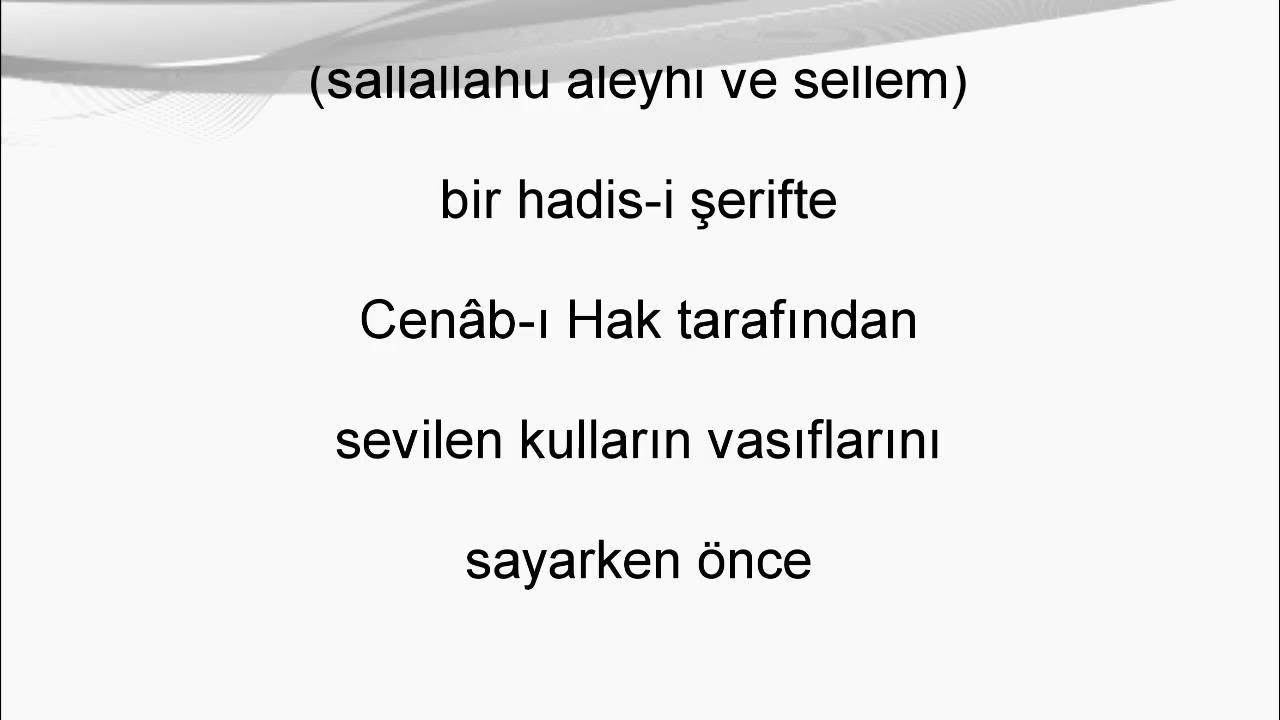 (sallallahu aleyhi ve sellem)
bir hadis-i şerifte
Cenâb-ı Hak tarafından
sevilen kulların vasıflarını
sayarken önce